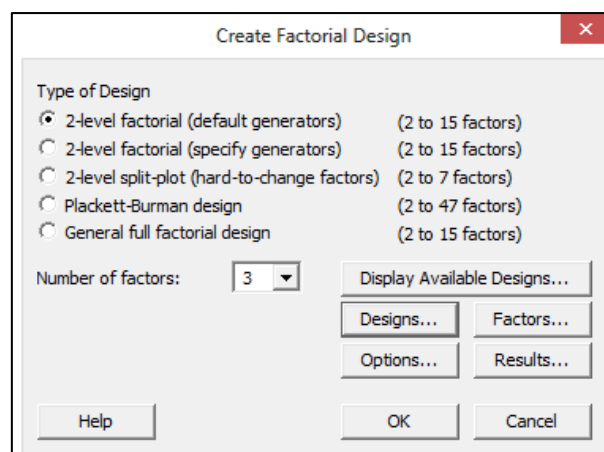 Create Factorial Design
Type of Design
2-level factorial (default generators) (2 to 15 factors)
2-level factorial (specify generators) (2 to 15 factors)
2-level split-plot (hard-to-change factors) (2 to 7 factors)
Plackett-Burman design (2 to 47 factors)
General full factorial design (2 to 15 factors)
Number of factors: 3 Display Available Designs...
Designs... Factors...
Options... Results...
Help OK Cancel